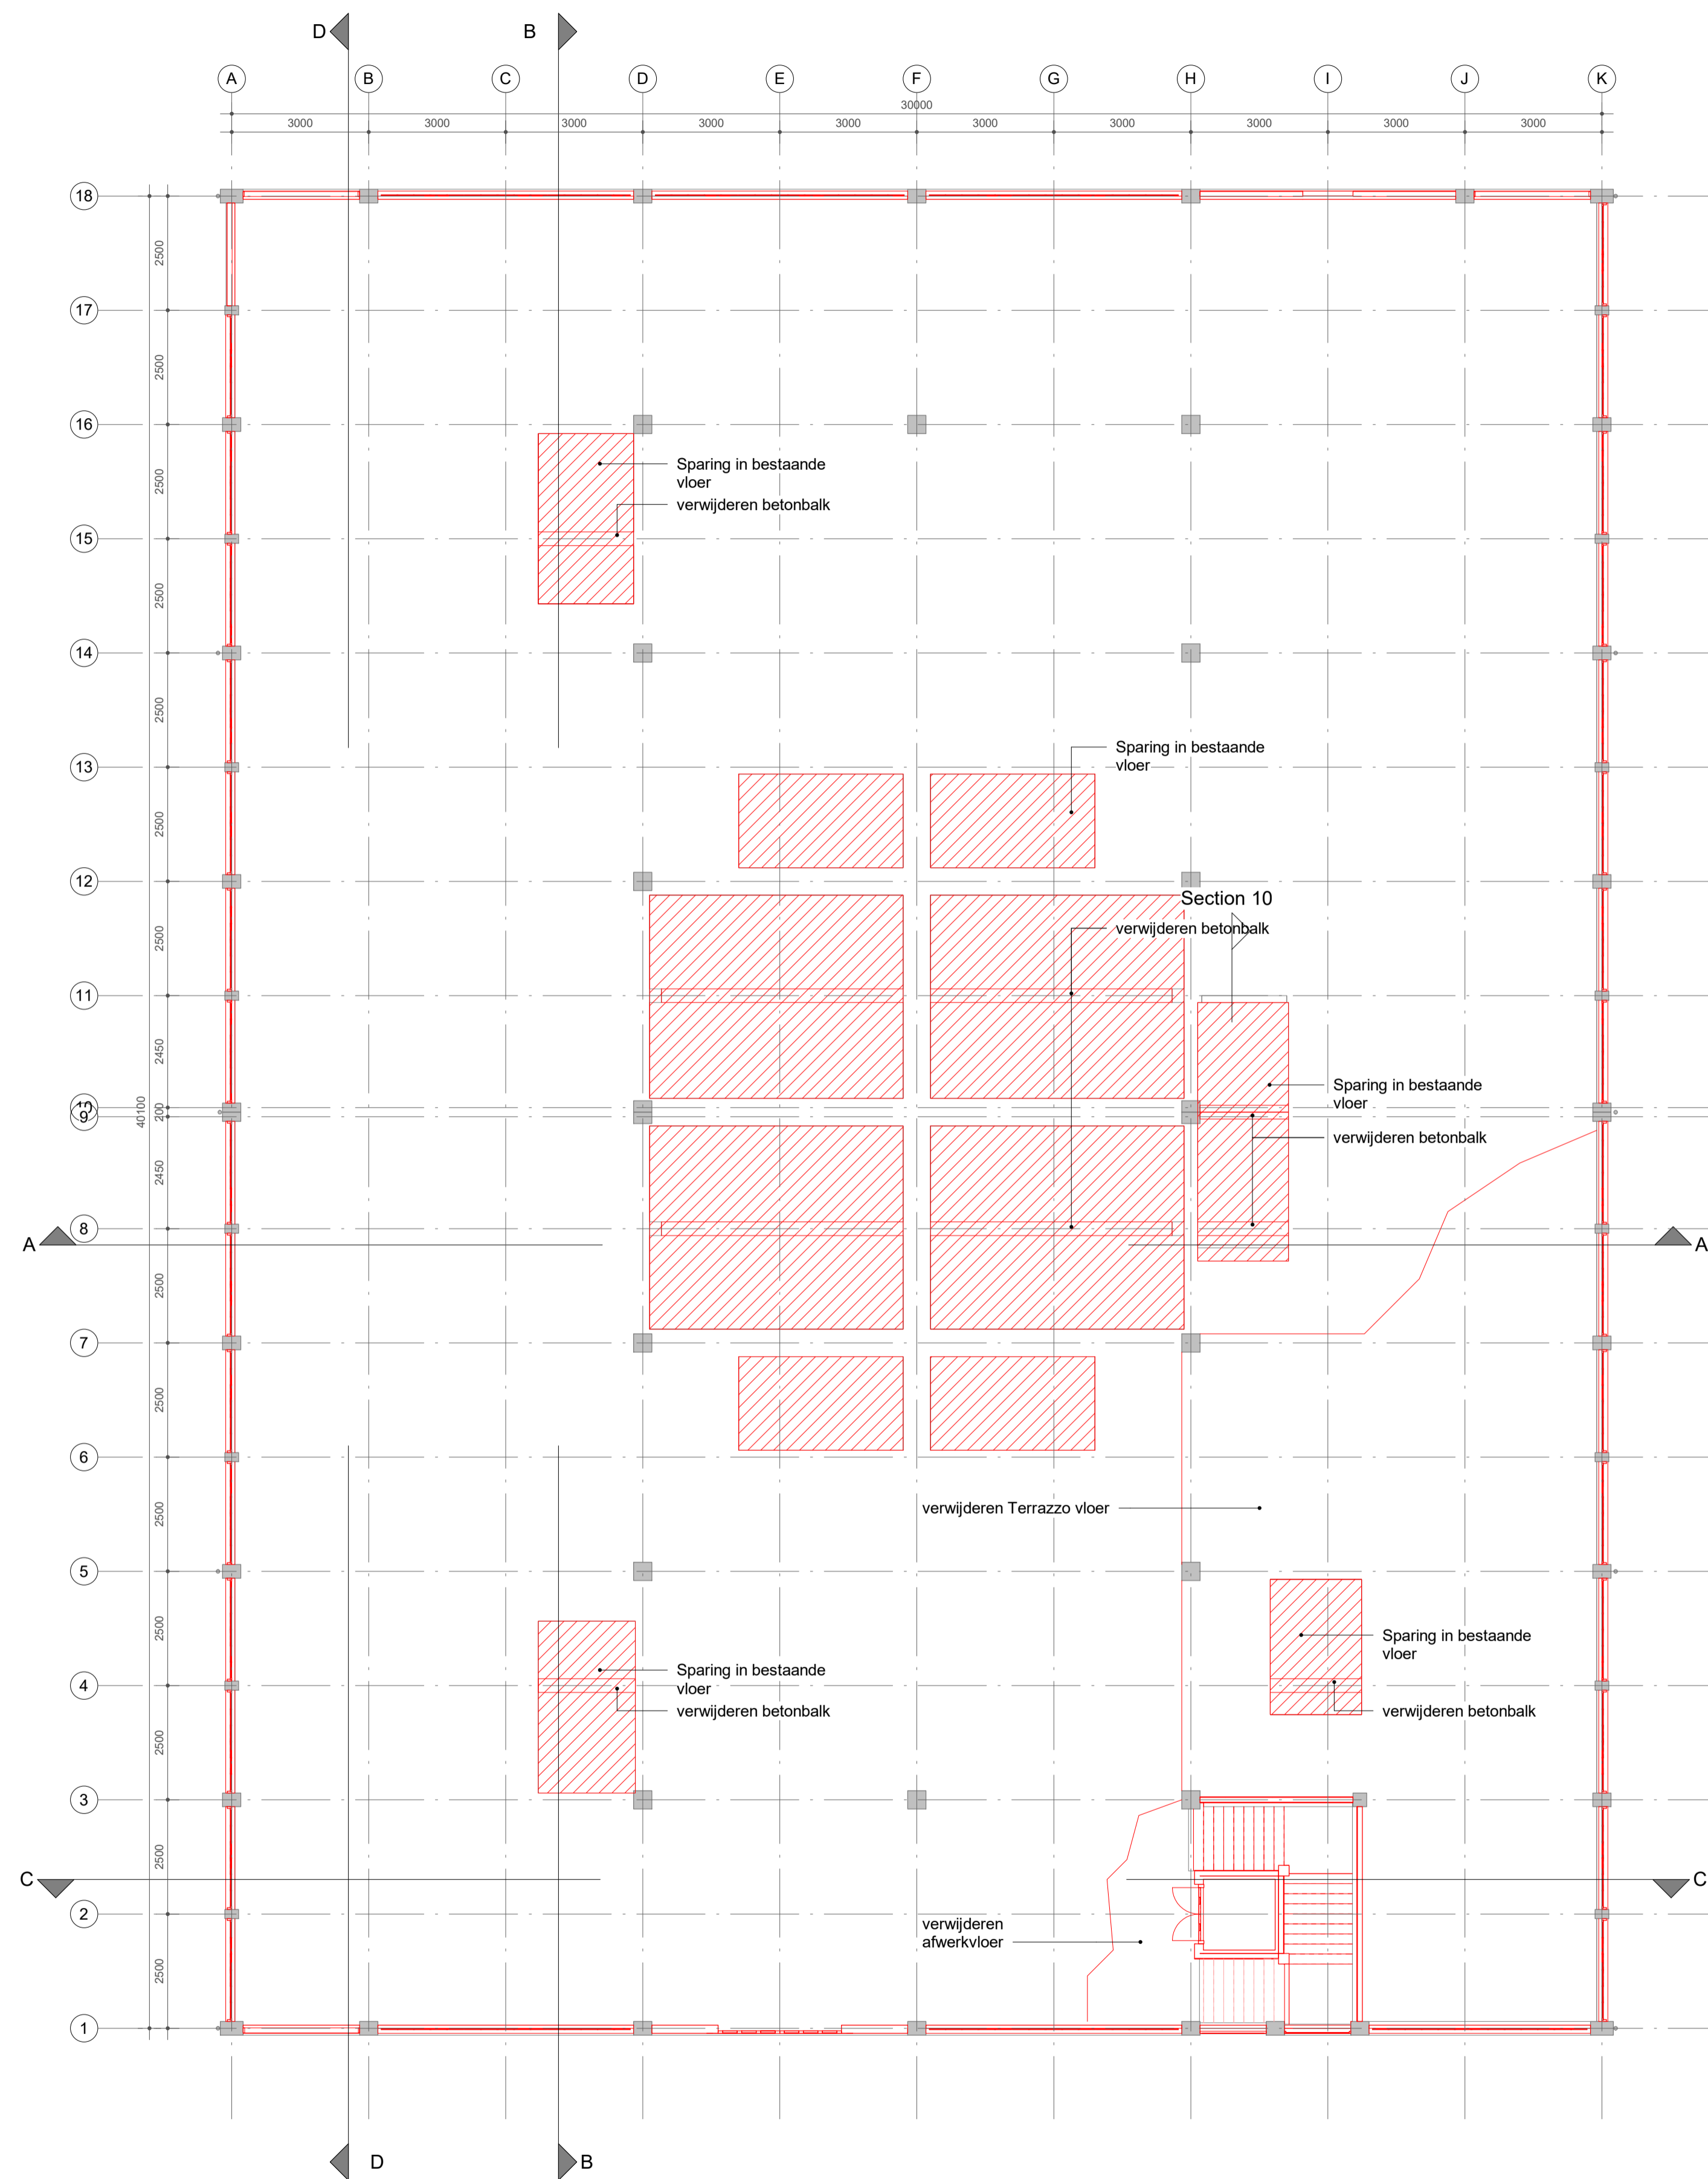 D
B
A
B
C
D
E
F
G
H
I
J
K
30000
3000
3000
3000
3000
3000
3000
3000
3000
3000
3000
18
2500
17
2500
16
Sparing in bestaande
vloer
2500
verwijderen betonbalk
15
2500
14
2500
Sparing in bestaande
vloer
13
2500
12
Section 10
2500
verwijderen betonbalk
11
2450
Sparing in bestaande
vloer
40100
200
9
verwijderen betonbalk
2450
8
A
A
2500
7
2500
6
verwijderen Terrazzo vloer
2500
5
2500
Sparing in bestaande
vloer
Sparing in bestaande
vloer
4
verwijderen betonbalk
verwijderen betonbalk
2500
3
2500
C
C
2
verwijderen
afwerkvloer
2500
1
D
B